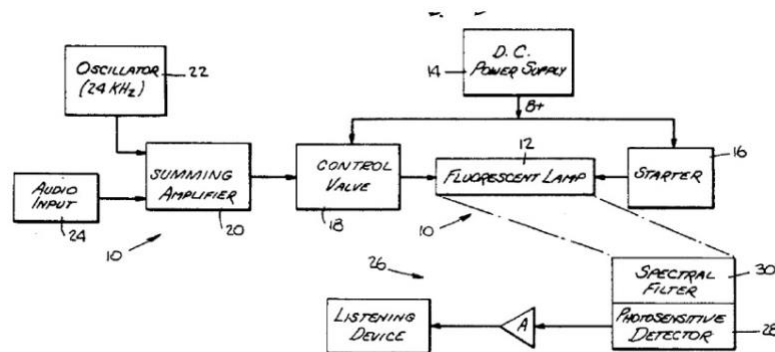 OSCILLATOR
(24 KHz)
22
D.C.
POWER SUPPLY
14
B+
AUDIO
INPUT
24
SUMMING
AMPLIFIER
20
10
CONTROL
VALVE
18
12
FLUORESCENT LAMP
10
STARTER
16
26
SPECTRAL
FILTER
30
LISTENING
DEVICE
A
PHOTOSENSITIVE
DETECTOR
28